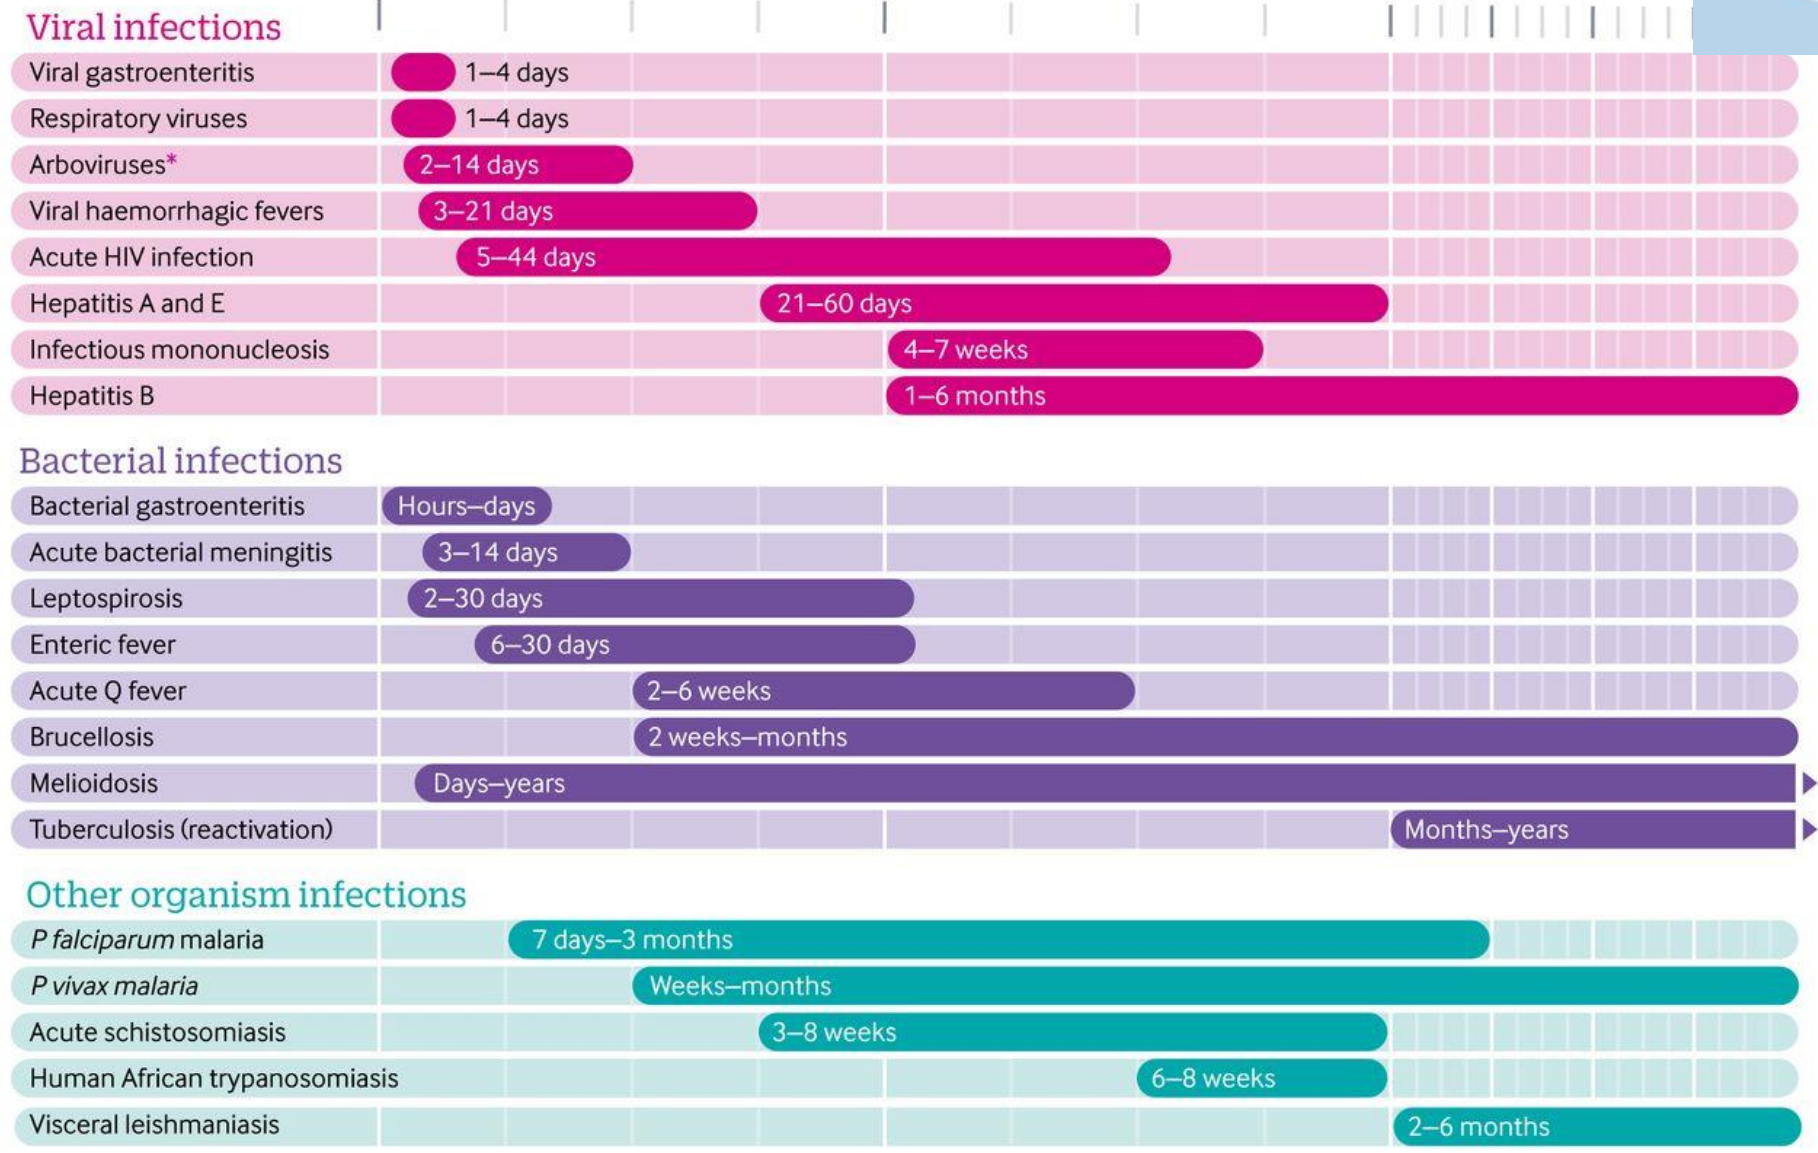 Viral infections
Viral gastroenteritis 1–4 days
Respiratory viruses 1–4 days
Arboviruses* 2–14 days
Viral haemorrhagic fevers 3–21 days
Acute HIV infection 5–44 days
Hepatitis A and E 21–60 days
Infectious mononucleosis 4–7 weeks
Hepatitis B 1–6 months
Bacterial infections
Bacterial gastroenteritis Hours–days
Acute bacterial meningitis 3–14 days
Leptospirosis 2–30 days
Enteric fever 6–30 days
Acute Q fever 2–6 weeks
Brucellosis 2 weeks–months
Melioidosis Days–years
Tuberculosis (reactivation) Months–years
Other organism infections
P falciparum malaria 7 days–3 months
P vivax malaria Weeks–months
Acute schistosomiasis 3–8 weeks
Human African trypanosomiasis 6–8 weeks
Visceral leishmaniasis 2–6 months